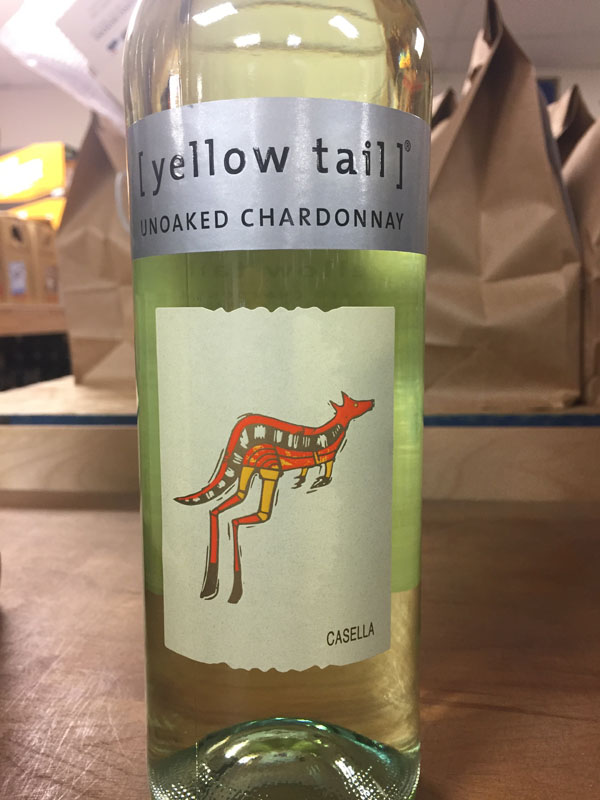 [ yellow tail ]®
UNOAKED CHARDONNAY
CASELLA